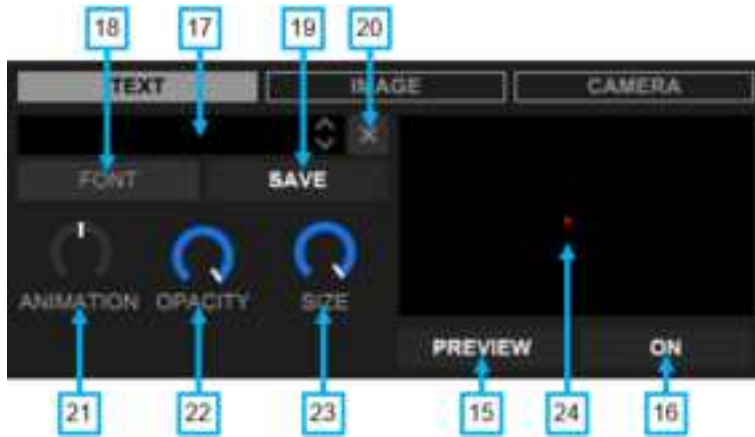 18 17 19 20
TEXT IMAGE CAMERA
FONT SAVE
ANIMATION OPACITY SIZE
PREVIEW ON
21 22 23 15 24 16